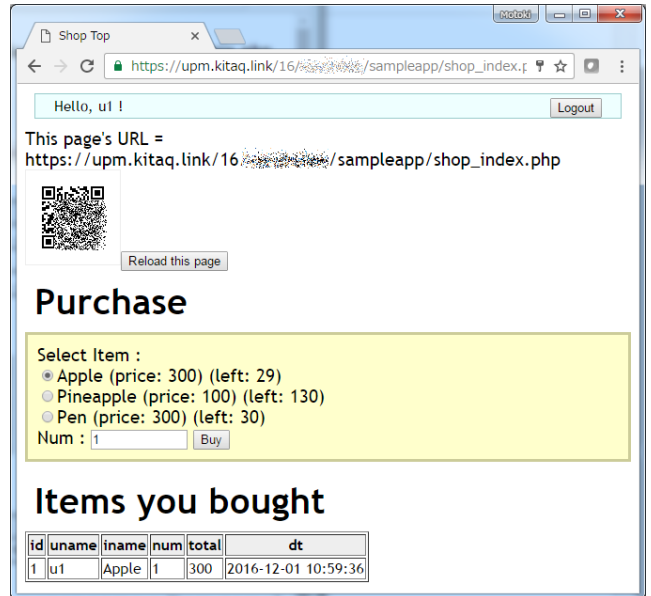 Motoki
Shop Top
https://upm.kitaq.link/16/ /sampleapp/shop_index.p
Hello, u1 !
Logout
This page's URL =
https://upm.kitaq.link/16 /sampleapp/shop_index.php
Reload this page
Purchase
Select Item :
Apple (price: 300) (left: 29)
Pineapple (price: 100) (left: 130)
Pen (price: 300) (left: 30)
Num : 1 Buy
Items you bought
id uname iname num total dt
1 u1 Apple 1 300 2016-12-01 10:59:36